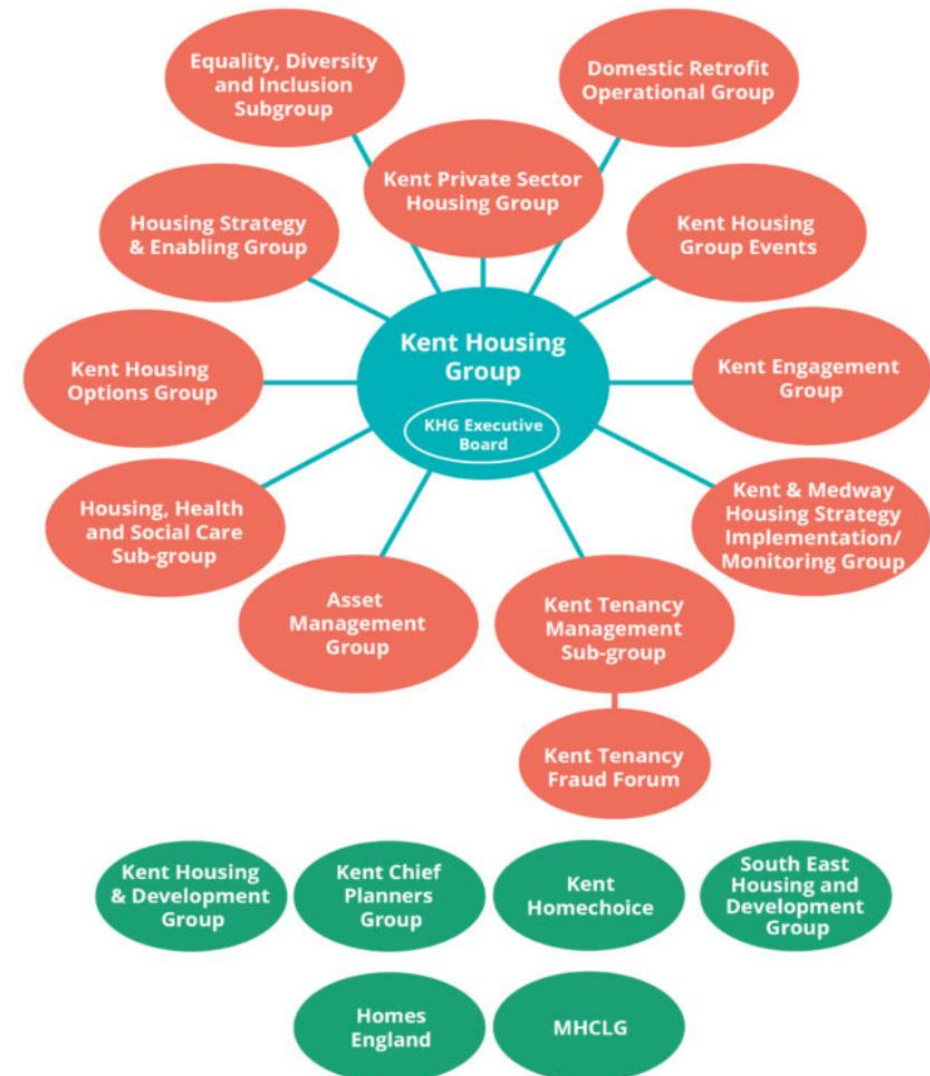 Equality, Diversity
and Inclusion
Subgroup
Domestic Retrofit
Operational Group
Kent Private Sector
Housing Group
Housing Strategy
& Enabling Group
Kent Housing
Group Events
Kent Housing
Group
KHG Executive
Board
Kent Housing
Options Group
Kent Engagement
Group
Housing, Health
and Social Care
Sub-group
Kent & Medway
Housing Strategy
Implementation/
Monitoring Group
Asset
Management
Group
Kent Tenancy
Management
Sub-group
Kent Tenancy
Fraud Forum
Kent Housing
& Development
Group
Kent Chief
Planners
Group
Kent
Homechoice
South East
Housing and
Development
Group
Homes
England
MHCLG